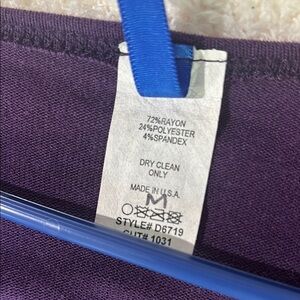 72%RAYON
24%POLYESTER
4%SPANDEX
DRY CLEAN
ONLY
MADE IN U.S.A.
M
STYLE# D6719
CUT# 1031